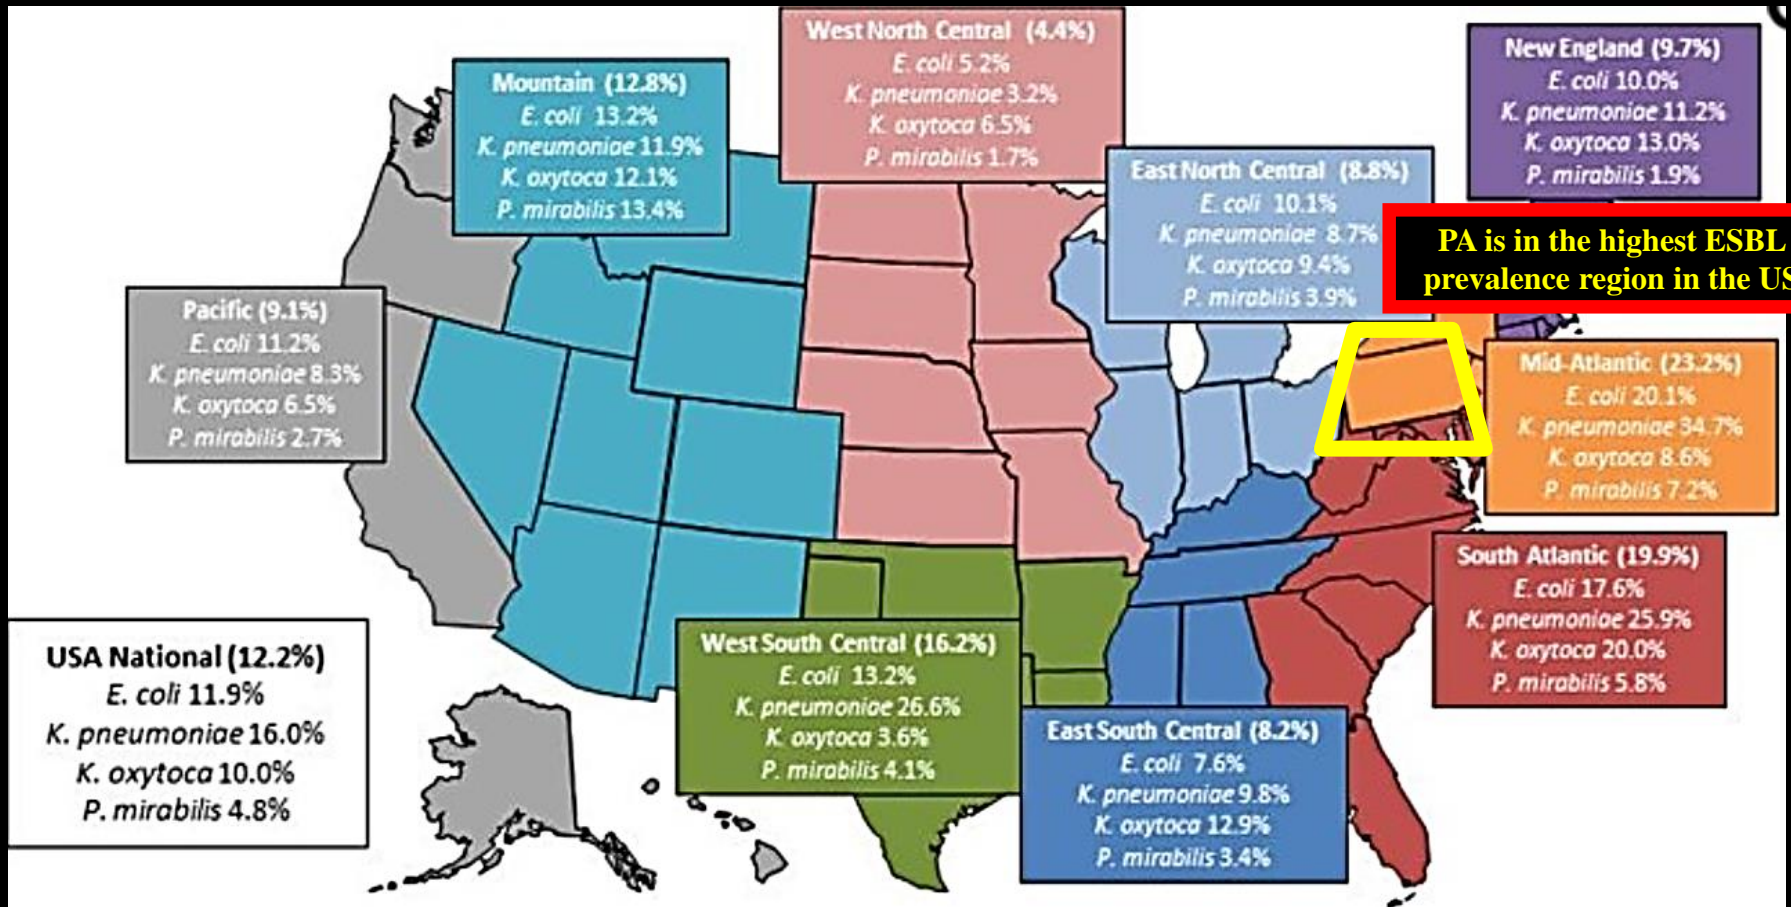 West North Central (4.4%)
E. coli 5.2%
K. pneumoniae 3.2%
K. oxytoca 6.5%
P. mirabilis 1.7%
New England (9.7%)
E. coli 10.0%
K. pneumoniae 11.2%
K. oxytoca 13.0%
P. mirabilis 1.9%
Mountain (12.8%)
E. coli 13.2%
K. pneumoniae 11.9%
K. oxytoca 12.1%
P. mirabilis 13.4%
East North Central (8.8%)
E. coli 10.1%
K. pneumoniae 8.7%
K. oxytoca 9.4%
P. mirabilis 3.9%
PA is in the highest ESBL
prevalence region in the US
Pacific (9.1%)
E. coli 11.2%
K. pneumoniae 8.3%
K. oxytoca 6.5%
P. mirabilis 2.7%
Mid-Atlantic (23.2%)
E. coli 20.1%
K. pneumoniae 34.7%
K. oxytoca 8.6%
P. mirabilis 7.2%
South Atlantic (19.9%)
E. coli 17.6%
K. pneumoniae 25.9%
K. oxytoca 20.0%
P. mirabilis 5.8%
USA National (12.2%)
E. coli 11.9%
K. pneumoniae 16.0%
K. oxytoca 10.0%
P. mirabilis 4.8%
West South Central (16.2%)
E. coli 13.2%
K. pneumoniae 26.6%
K. oxytoca 3.6%
P. mirabilis 4.1%
East South Central (8.2%)
E. coli 7.6%
K. pneumoniae 9.8%
K. oxytoca 12.9%
P. mirabilis 3.4%